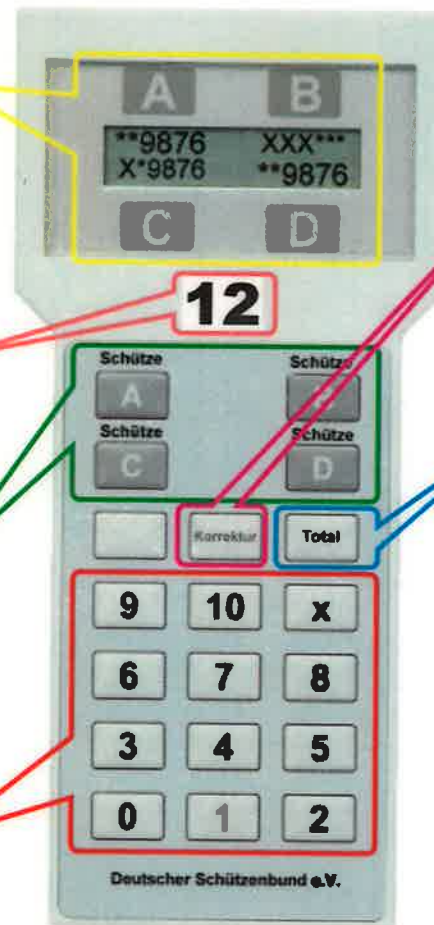 A B
**9876 XXX***
X*9876 **9876
C D
12
Schütze Schütze
A
Schütze Schütze
C D
Korrektur Total
9 10 x
6 7 8
3 4 5
0 1 2
Deutscher Schützenbund e.V.